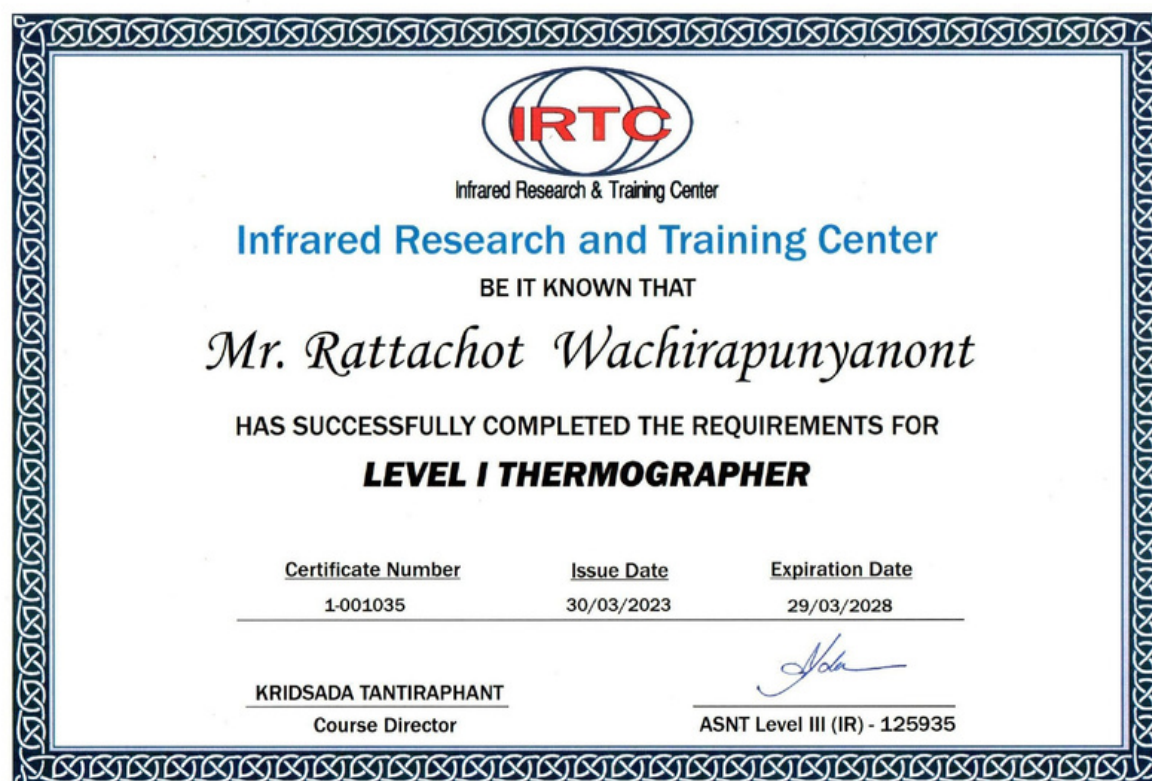 IRTC
Infrared Research & Training Center
Infrared Research and Training Center
BE IT KNOWN THAT
Mr. Rattachot Wachirapunyanont
HAS SUCCESSFULLY COMPLETED THE REQUIREMENTS FOR
LEVEL I THERMOGRAPHER
Certificate Number Issue Date Expiration Date
1-001035 30/03/2023 29/03/2028
KRIDSADA TANTIRAPHANT
Course Director ASNT Level III (IR) - 125935